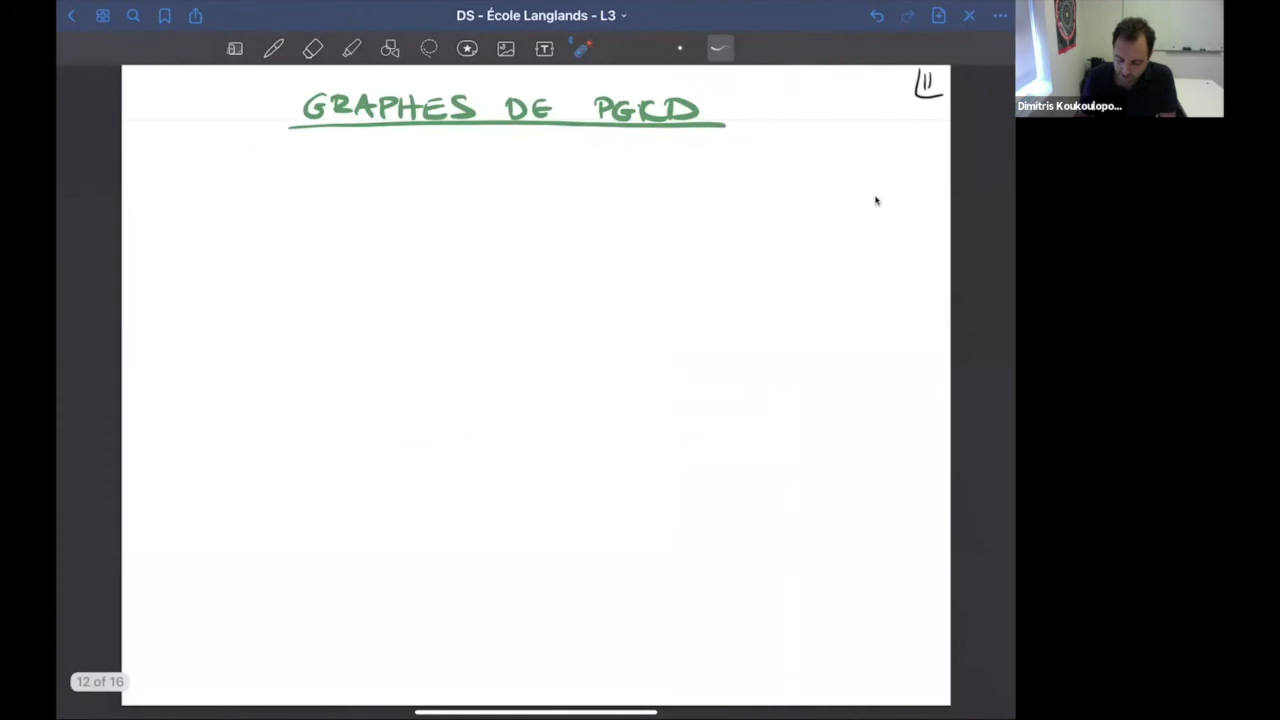 DS - École Langlands - L3
GRAPHES DE PGCD
11
Dimitris Koukoulopo...
12 of 16